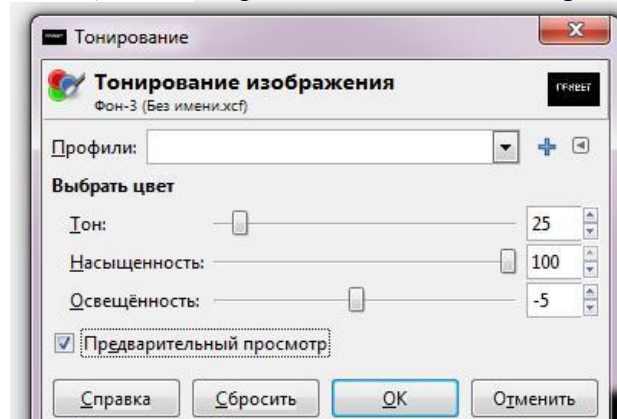 Тонирование
Тонирование изображения
Фон-3 (Без имени.xcf)
ПРИВЕТ
Профили:
Выбрать цвет
Тон: 25
Насыщенность: 100
Освещённость: -5
Предварительный просмотр
Справка Сбросить OK Отменить